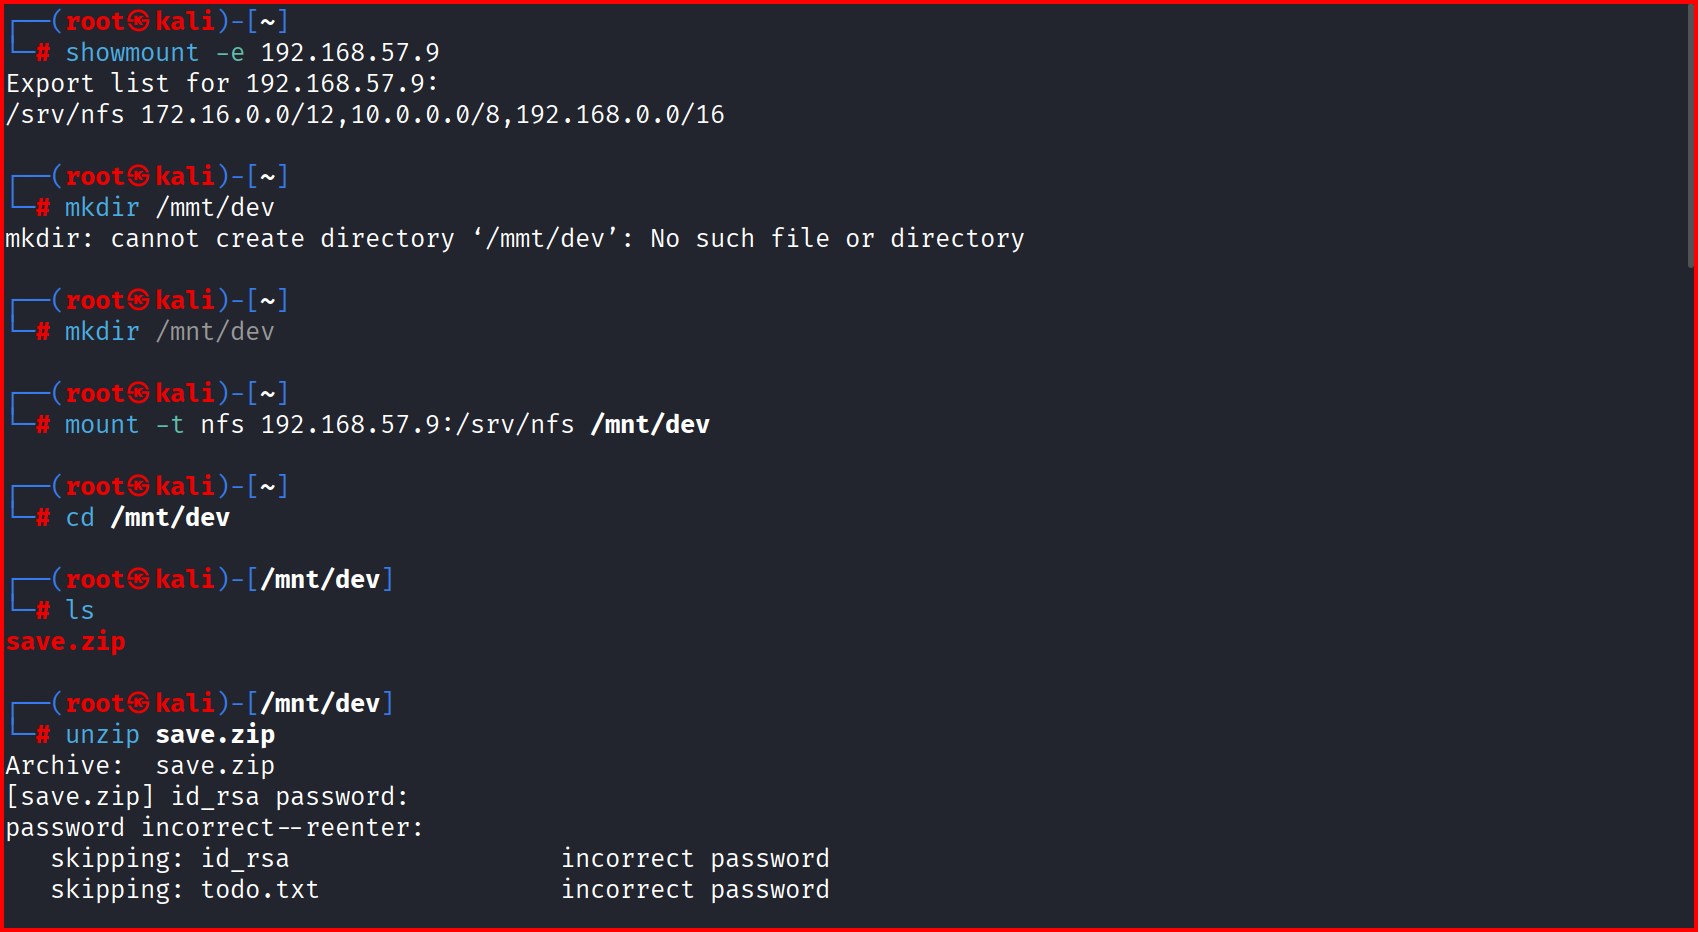 ┌──(root㉿kali)-[~]
└─# showmount -e 192.168.57.9
Export list for 192.168.57.9:
/srv/nfs 172.16.0.0/12,10.0.0.0/8,192.168.0.0/16
┌──(root㉿kali)-[~]
└─# mkdir /mmt/dev
mkdir: cannot create directory ‘/mmt/dev’: No such file or directory
┌──(root㉿kali)-[~]
└─# mkdir /mnt/dev
┌──(root㉿kali)-[~]
└─# mount -t nfs 192.168.57.9:/srv/nfs /mnt/dev
┌──(root㉿kali)-[~]
└─# cd /mnt/dev
┌──(root㉿kali)-[/mnt/dev]
└─# ls
save.zip
┌──(root㉿kali)-[/mnt/dev]
└─# unzip save.zip
Archive:  save.zip
[save.zip] id_rsa password:
password incorrect--reenter:
   skipping: id_rsa                  incorrect password
   skipping: todo.txt                incorrect password